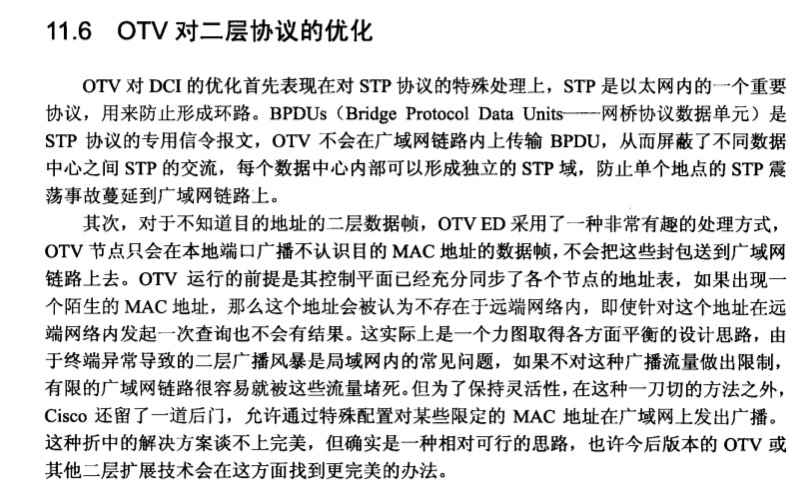 11.6 OTV 对二层协议的优化
OTV 对 DCI 的优化首先表现在对 STP 协议的特殊处理上，STP 是以太网内的一个重要
协议，用来防止形成环路。BPDUs（Bridge Protocol Data Units——网桥协议数据单元）是
STP 协议的专用信令报文，OTV 不会在广域网链路内上传输 BPDU，从而屏蔽了不同数据
中心之间 STP 的交流，每个数据中心内部可以形成独立的 STP 域，防止单个地点的 STP 震
荡事故蔓延到广域网链路上。
其次，对于不知道目的地址的二层数据帧，OTV ED 采用了一种非常有趣的处理方式，
OTV 节点只会在本地端口广播不认识目的 MAC 地址的数据帧，不会把这些封包送到广域网
链路上去。OTV 运行的前提是其控制平面已经充分同步了各个节点的地址表，如果出现一
个陌生的 MAC 地址，那么这个地址会被认为不存在于远端网络内，即使针对这个地址在远
端网络内发起一次查询也不会有结果。这实际上是一个力图取得各方面平衡的设计思路，由
于终端异常导致的二层广播风暴是局域网内的常见问题，如果不对这种广播流量做出限制，
有限的广域网链路很容易就被这些流量堵死。但为了保持灵活性，在这种一刀切的方法之外，
Cisco 还留了一道后门，允许通过特殊配置对某些限定的 MAC 地址在广域网上发出广播。
这种折中的解决方案谈不上完美，但确实是一种相对可行的思路，也许今后版本的 OTV 或
其他二层扩展技术会在这方面找到更完美的办法。